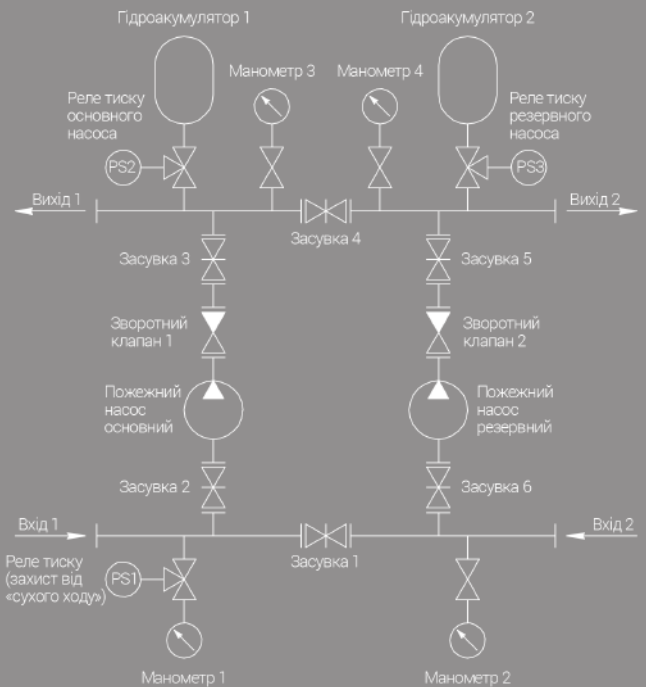 Гідроакумулятор 1
Гідроакумулятор 2
Манометр 3
Манометр 4
Реле тиску
основного
насоса
Реле тиску
резервного
насоса
PS2
PS3
Вихід 1
Вихід 2
Засувка 4
Засувка 3
Засувка 5
Зворотний
клапан 1
Зворотний
клапан 2
Пожежний
насос
основний
Пожежний
насос
резервний
Засувка 2
Засувка 6
Вхід 1
Вхід 2
Засувка 1
Реле тиску
(захист від
«сухого ходу»)
PS1
Манометр 1
Манометр 2